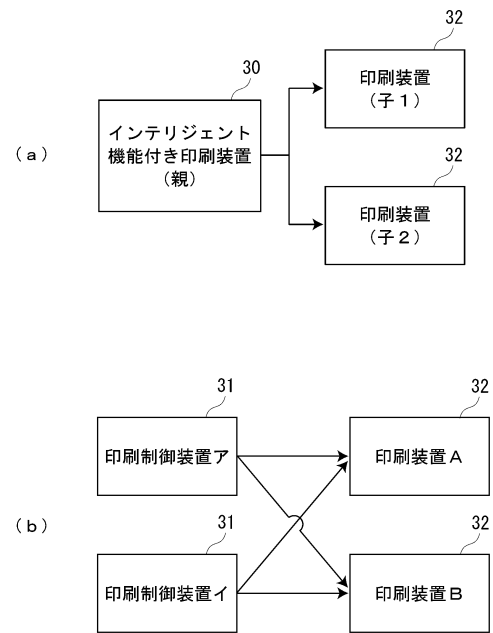 32
印刷装置
(子1)
30
インテリジェント
機能付き印刷装置
(親)
(a)
32
印刷装置
(子2)
31
印刷制御装置ア
32
印刷装置A
(b)
31
印刷制御装置イ
32
印刷装置B